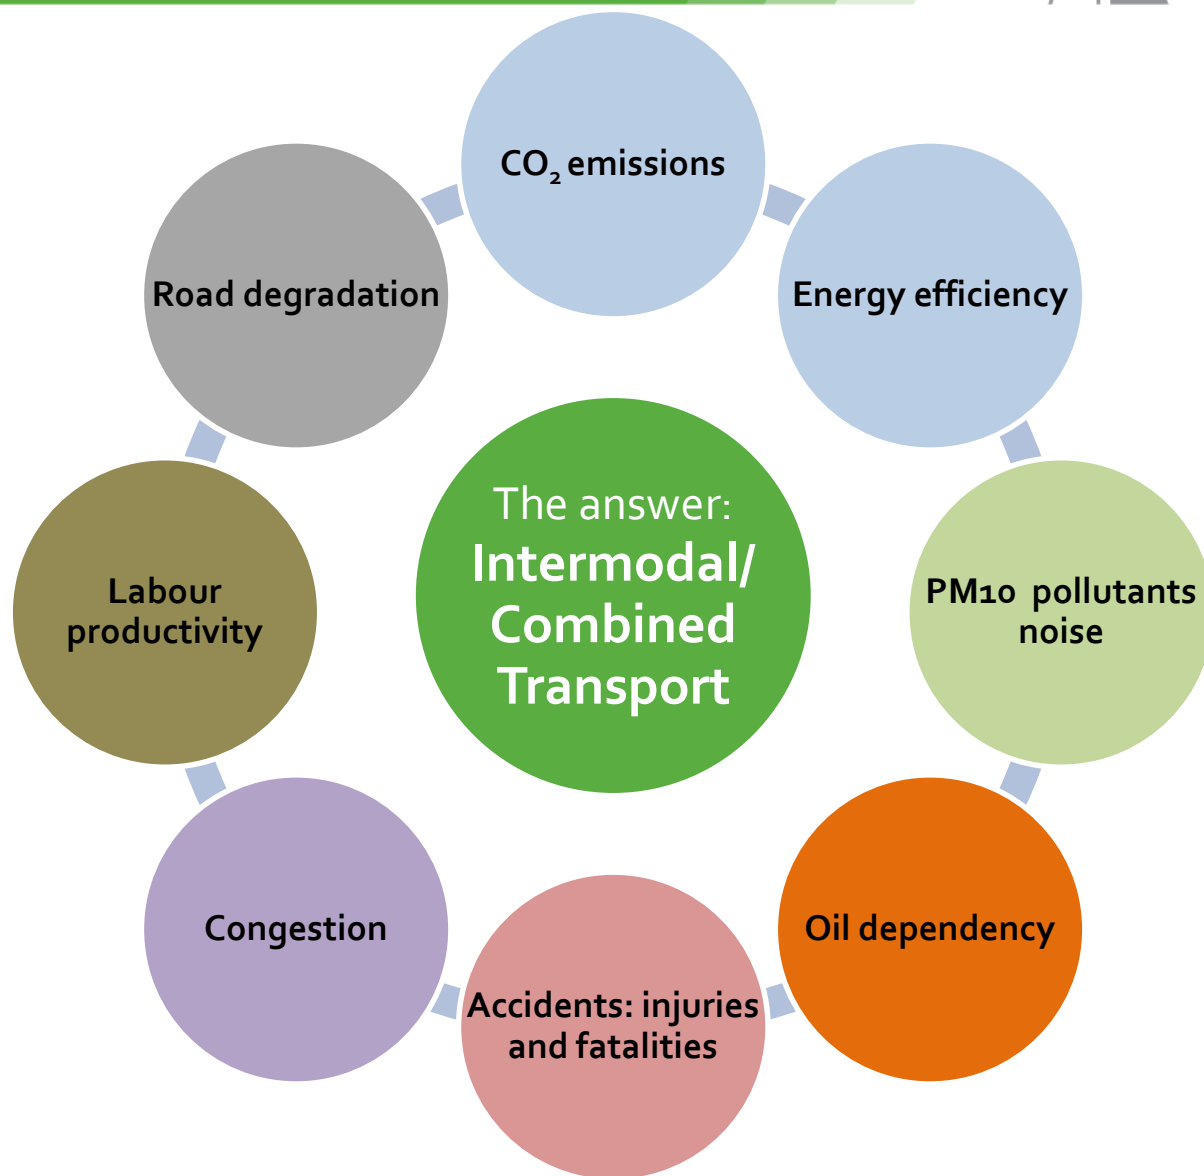 CO₂ emissions
Energy efficiency
PM10 pollutants
noise
Oil dependency
Accidents: injuries
and fatalities
Congestion
Labour
productivity
Road degradation
The answer:
Intermodal/
Combined
Transport